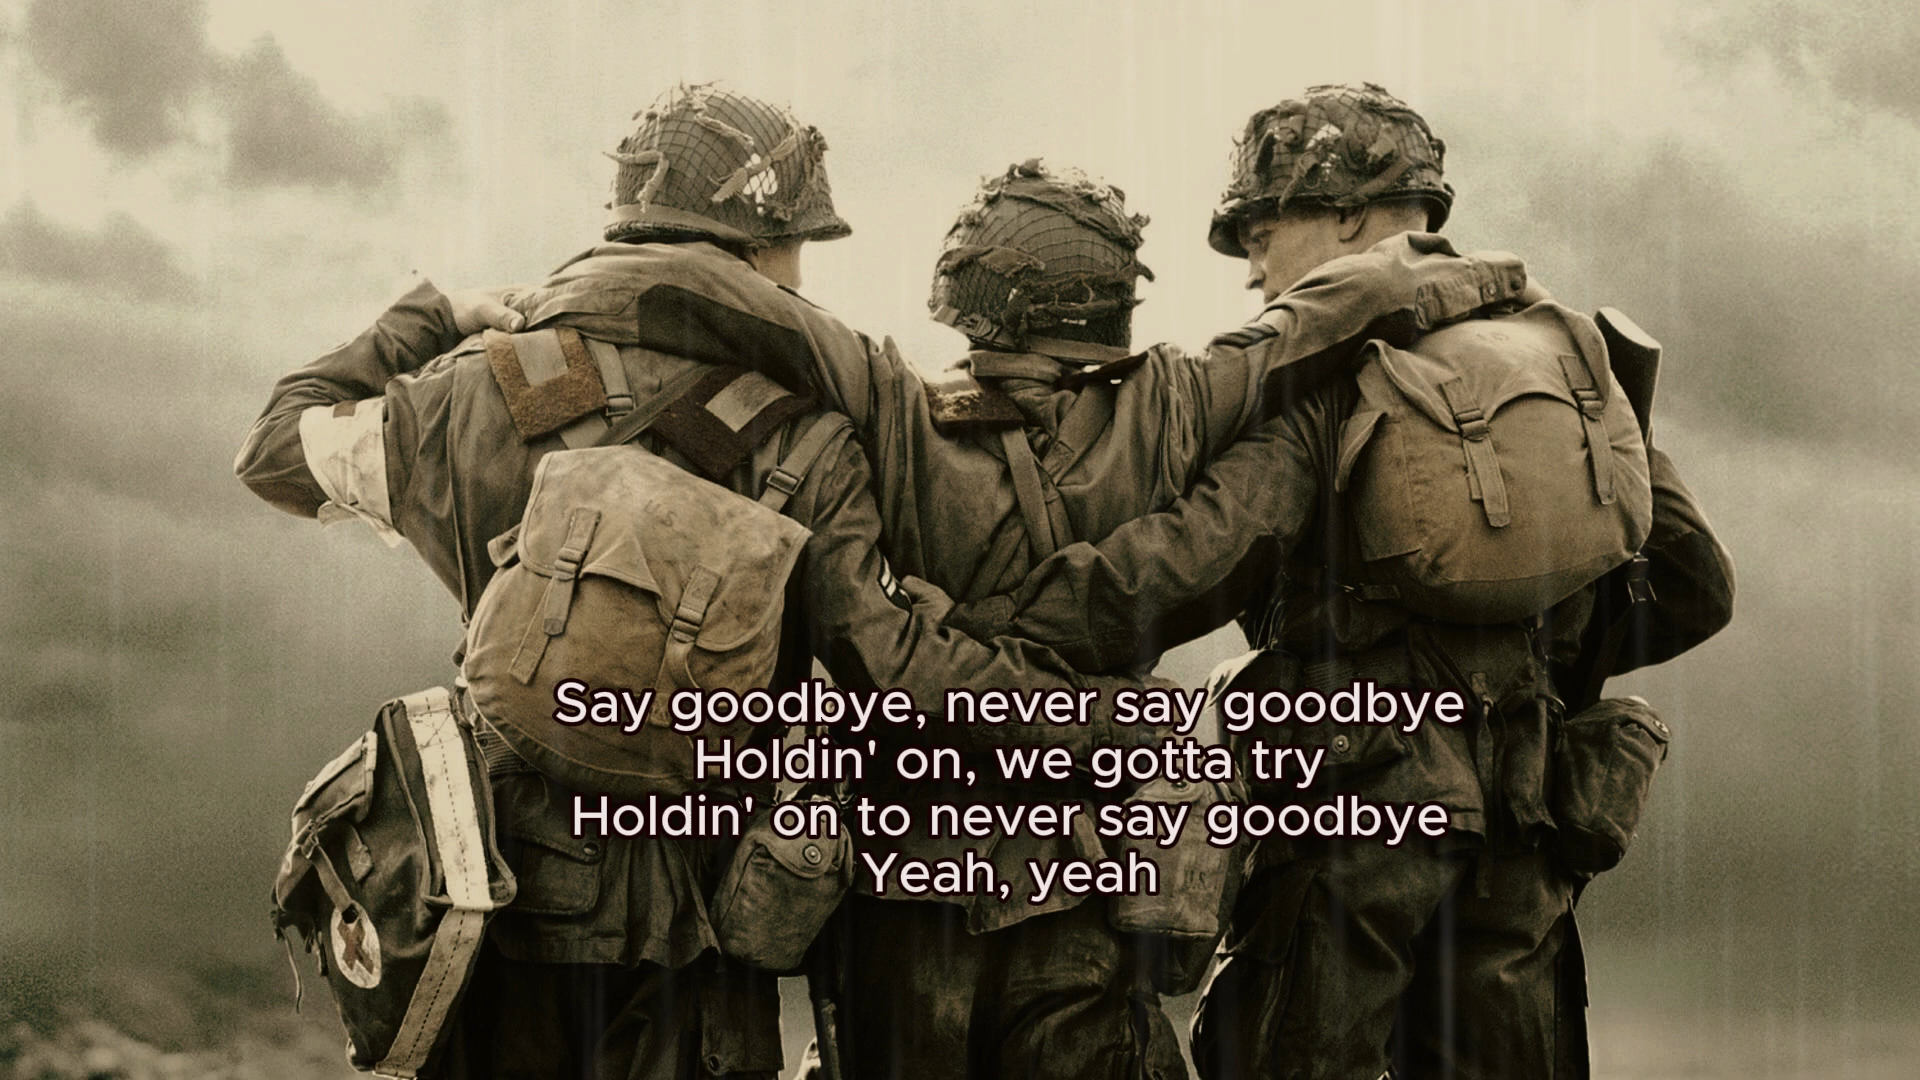 Say goodbye, never say goodbye
Holdin' on, we gotta try
Holdin' on to never say goodbye
Yeah, yeah
U.S.
U.S.